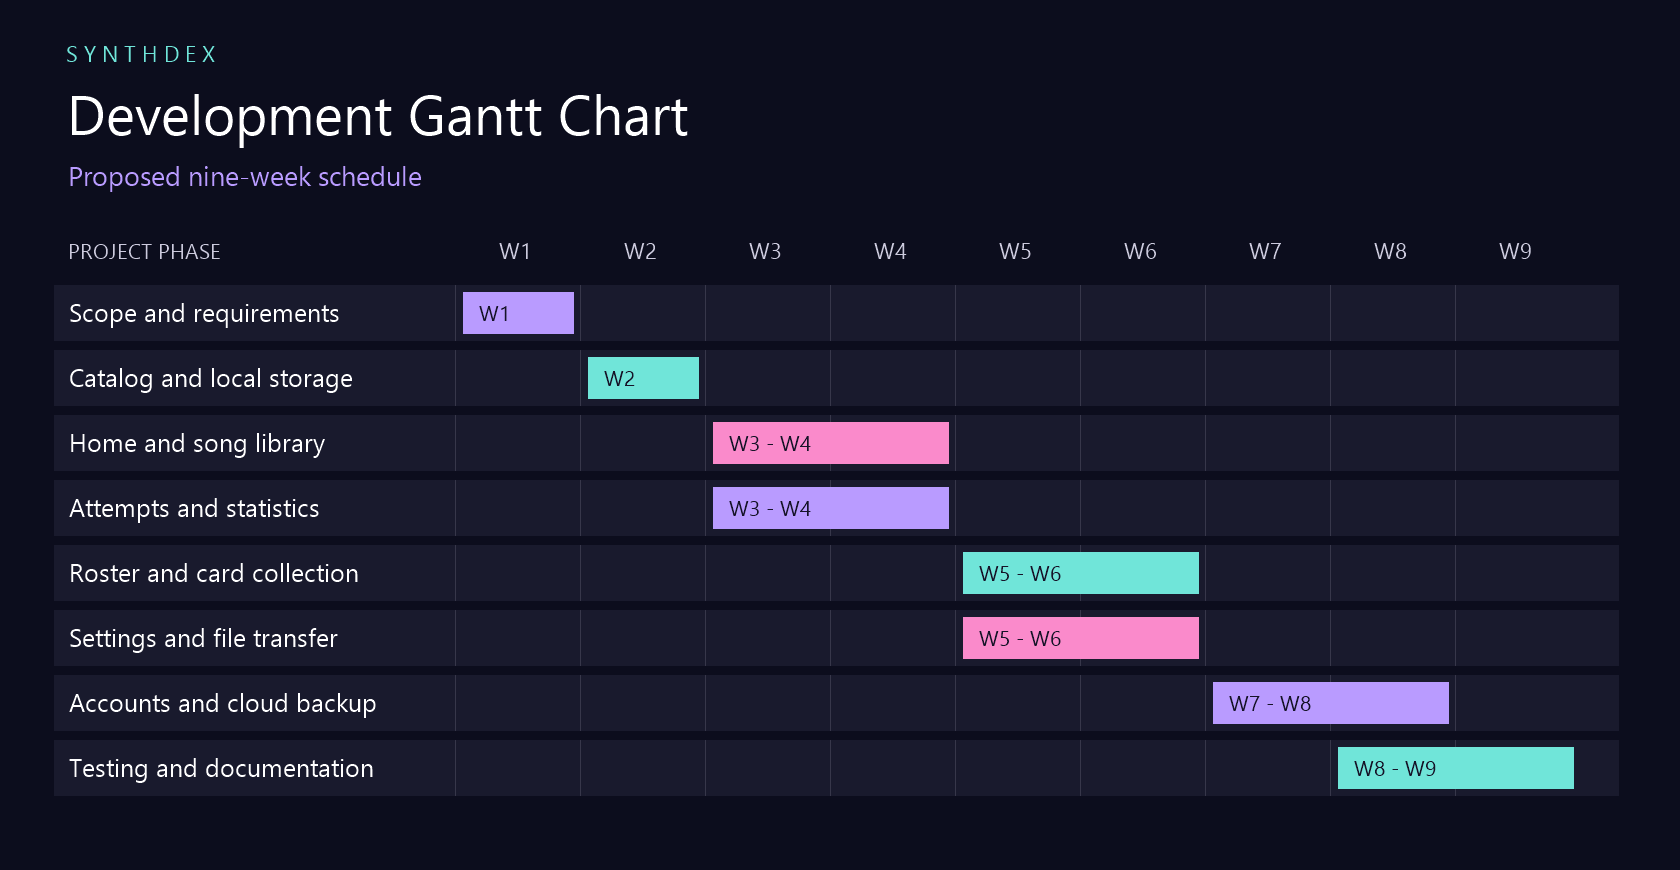 SYNTHDEX
Development Gantt Chart
Proposed nine-week schedule
PROJECT PHASE W1 W2 W3 W4 W5 W6 W7 W8 W9
Scope and requirements W1
Catalog and local storage W2
Home and song library W3 - W4
Attempts and statistics W3 - W4
Roster and card collection W5 - W6
Settings and file transfer W5 - W6
Accounts and cloud backup W7 - W8
Testing and documentation W8 - W9